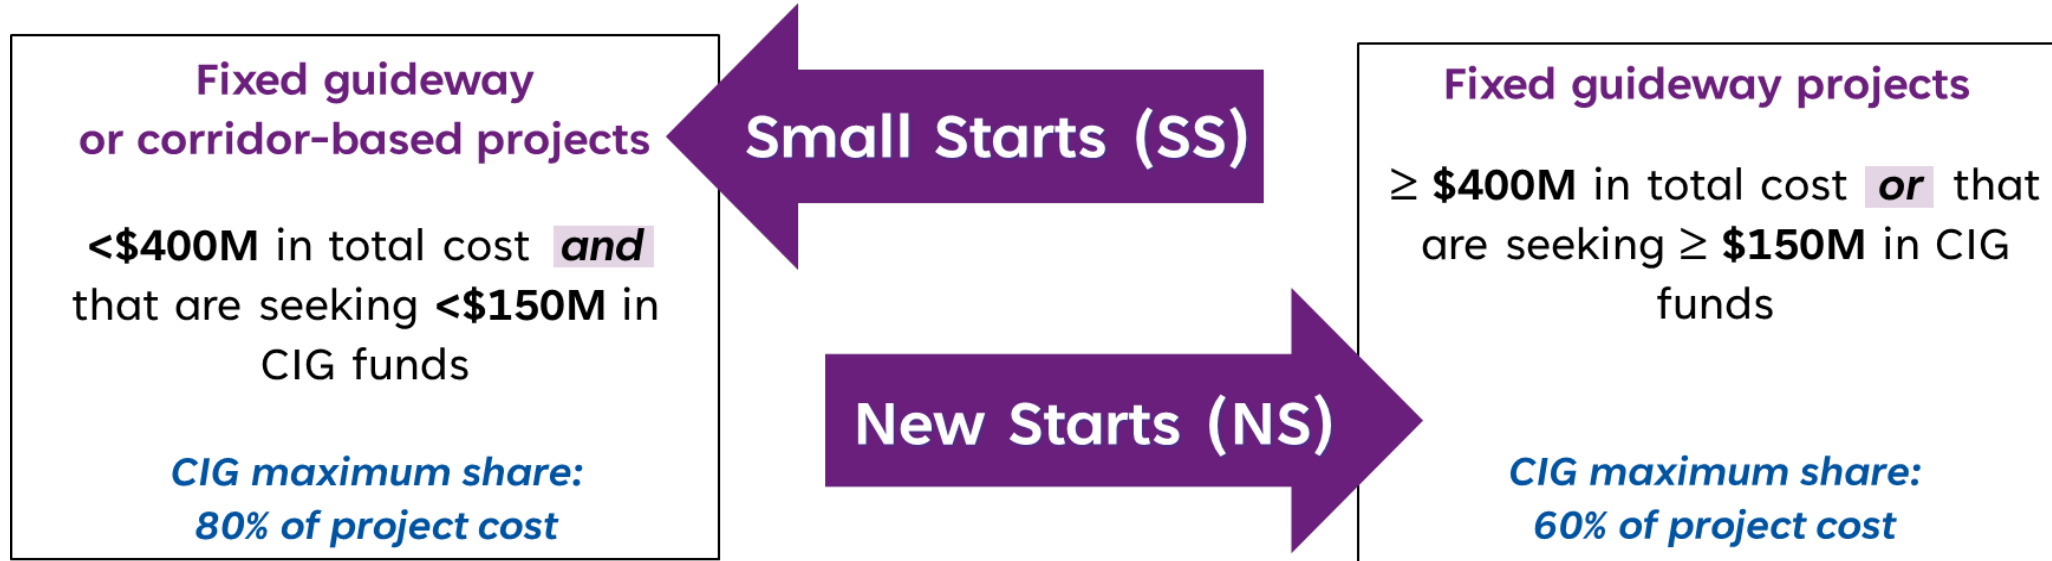 Fixed guideway
or corridor-based projects
<$400M in total cost and
that are seeking <$150M in
CIG funds
CIG maximum share:
80% of project cost
Small Starts (SS)
New Starts (NS)
Fixed guideway projects
≥ $400M in total cost or that
are seeking ≥ $150M in CIG
funds
CIG maximum share:
60% of project cost